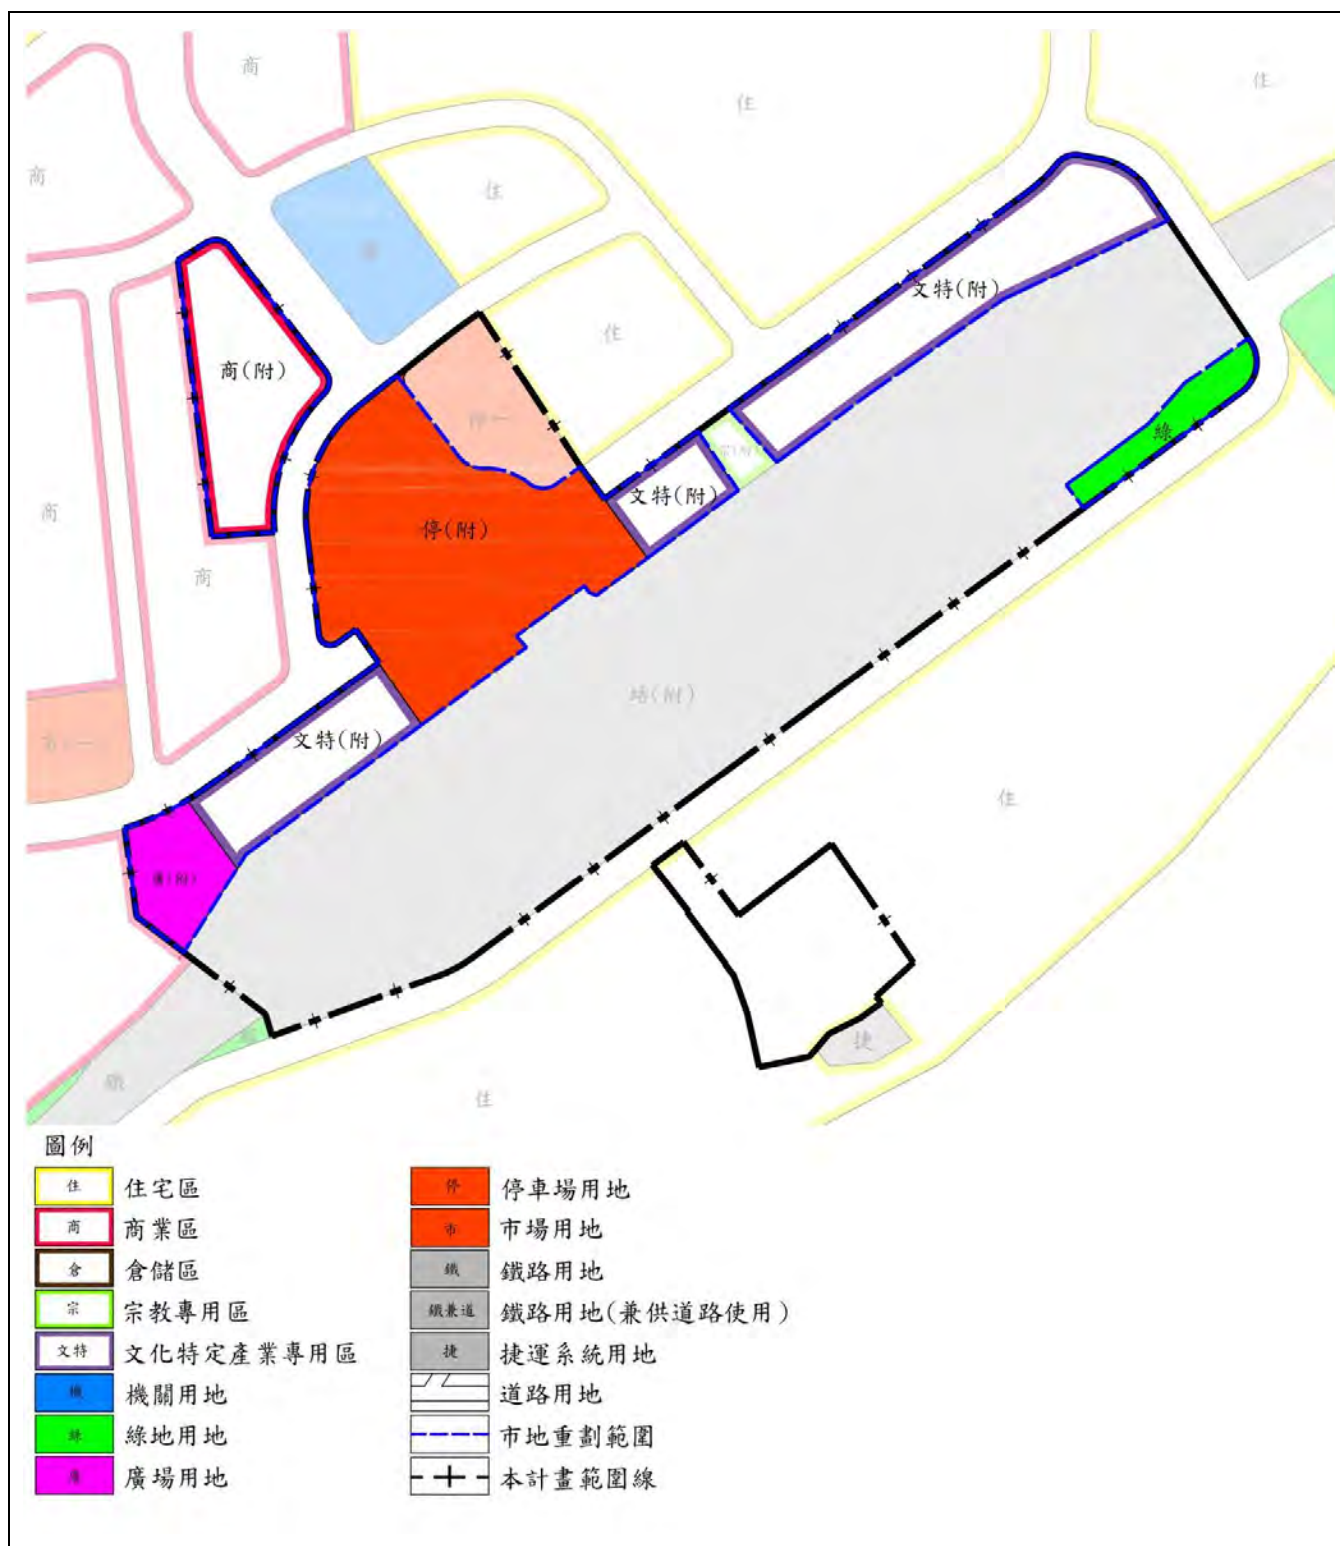 商
住
住
商
住
商(附)
住
文特(附)
停一
宗(附)
綠
文特(附)
停(附)
商
商
站(附)
文特(附)
住
廣(附)
捷
鐵
住
圖例
住 住宅區
商 商業區
倉 倉儲區
宗 宗教專用區
文特 文化特定產業專用區
機 機關用地
綠 綠地用地
廣 廣場用地
停 停車場用地
市 市場用地
鐵 鐵路用地
鐵兼道 鐵路用地(兼供道路使用)
捷 捷運系統用地
道路用地
市地重劃範圍
本計畫範圍線